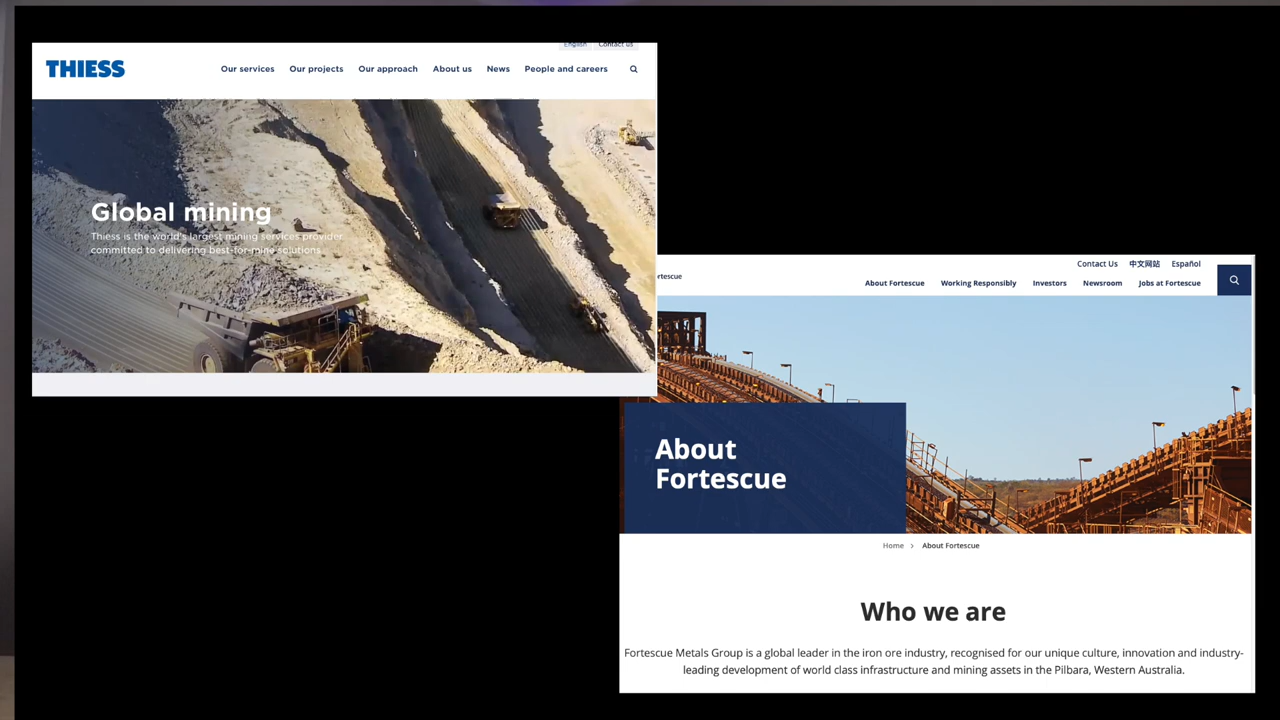 English Contact us
THIESS
Our services Our projects Our approach About us News People and careers
Global mining
Thiess is the world's largest mining services provider,
committed to delivering best-for-mine solutions
Contact Us 中文网站 Español
rtescue
About Fortescue Working Responsibly Investors Newsroom Jobs at Fortescue
About
Fortescue
Home > About Fortescue
Who we are
Fortescue Metals Group is a global leader in the iron ore industry, recognised for our unique culture, innovation and industry-
leading development of world class infrastructure and mining assets in the Pilbara, Western Australia.